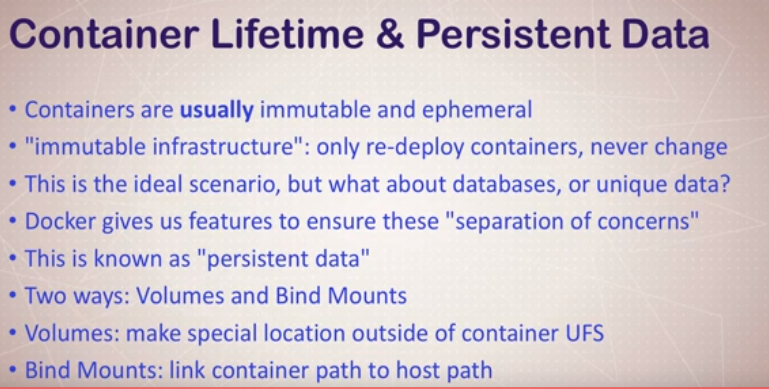 Container Lifetime & Persistent Data
• Containers are usually immutable and ephemeral
• "immutable infrastructure": only re-deploy containers, never change
• This is the ideal scenario, but what about databases, or unique data?
• Docker gives us features to ensure these "separation of concerns"
• This is known as "persistent data"
• Two ways: Volumes and Bind Mounts
• Volumes: make special location outside of container UFS
• Bind Mounts: link container path to host path